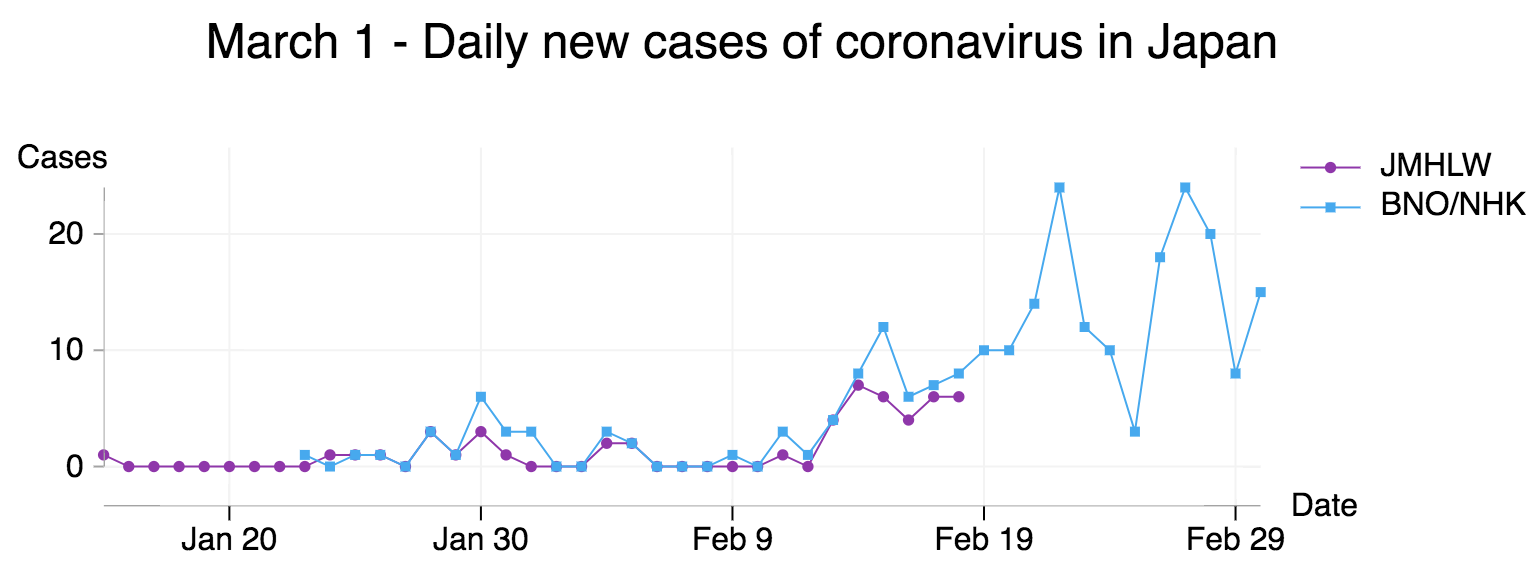 March 1 - Daily new cases of coronavirus in Japan
Cases
JMHLW
BNO/NHK
20
10
0
Date
Jan 20
Jan 30
Feb 9
Feb 19
Feb 29